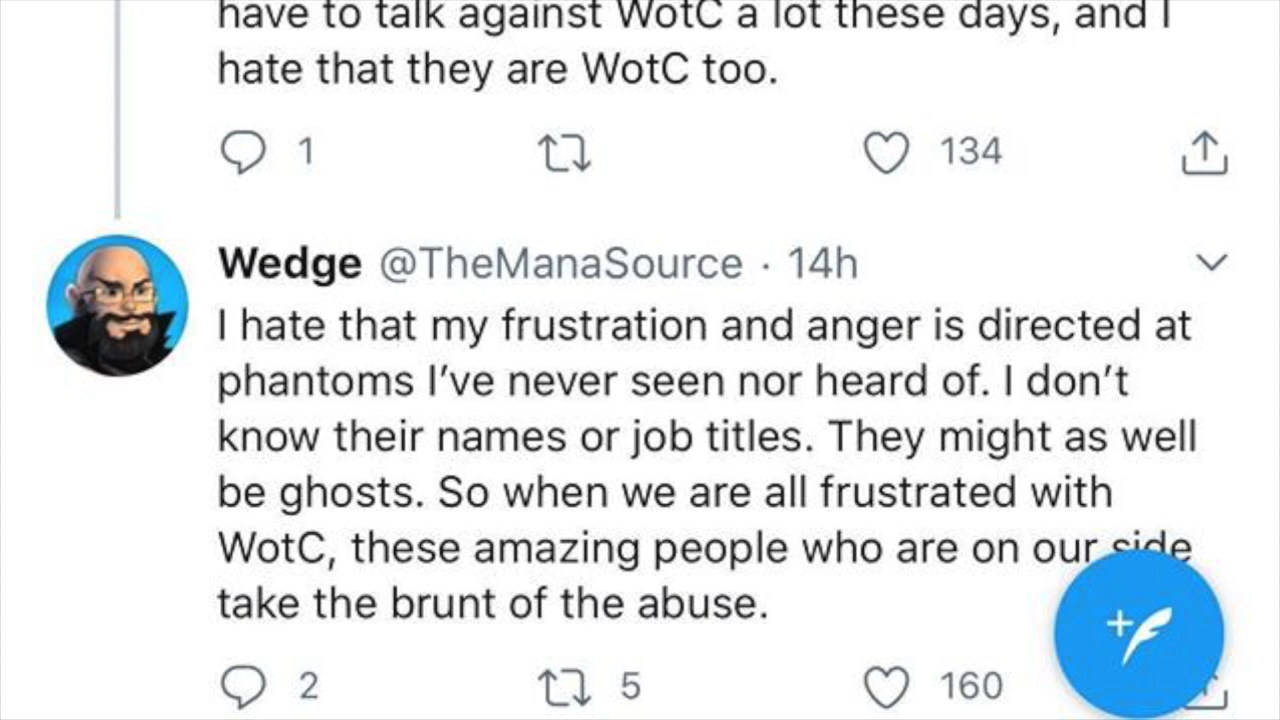 have to talk against WotC a lot these days, and I
hate that they are WotC too.
1 134
Wedge @TheManaSource · 14h
I hate that my frustration and anger is directed at
phantoms I’ve never seen nor heard of. I don’t
know their names or job titles. They might as well
be ghosts. So when we are all frustrated with
WotC, these amazing people who are on our side
take the brunt of the abuse.
2 5 160